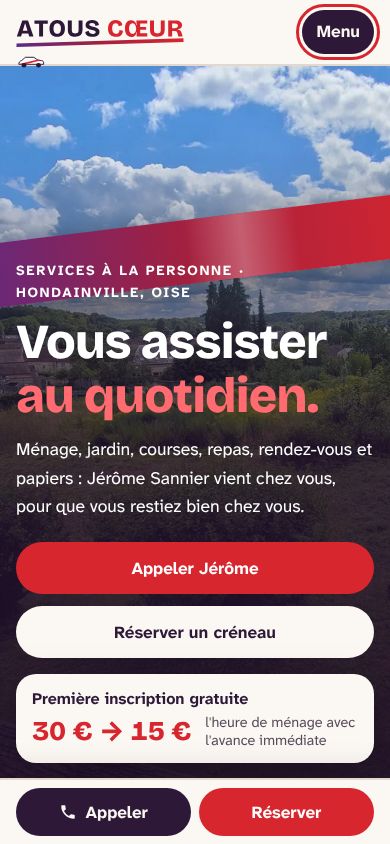 ATOUS CŒUR
Menu
SERVICES À LA PERSONNE ·
HONDAINVILLE, OISE
Vous assister
au quotidien.
Ménage, jardin, courses, repas, rendez-vous et
papiers : Jérôme Sannier vient chez vous,
pour que vous restiez bien chez vous.
Appeler Jérôme
Réserver un créneau
Première inscription gratuite
30 € → 15 €
l'heure de ménage avec
l'avance immédiate
Appeler
Réserver